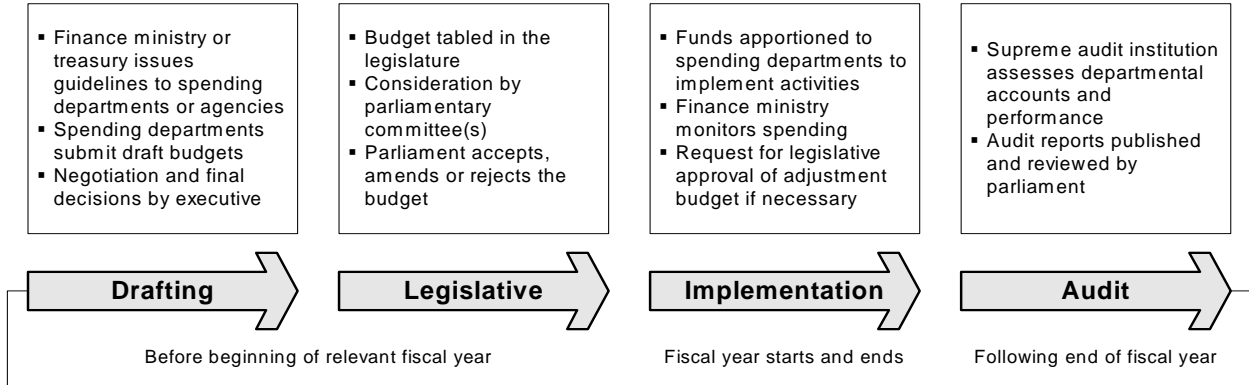 ▪ Finance ministry or
treasury issues
guidelines to spending
departments or agencies
▪ Spending departments
submit draft budgets
▪ Negotiation and final
decisions by executive
▪ Budget tabled in the
legislature
▪ Consideration by
parliamentary
committee(s)
▪ Parliament accepts,
amends or rejects the
budget
▪ Funds apportioned to
spending departments to
implement activities
▪ Finance ministry
monitors spending
▪ Request for legislative
approval of adjustment
budget if necessary
▪ Supreme audit institution
assesses departmental
accounts and
performance
▪ Audit reports published
and reviewed by
parliament
Drafting
Legislative
Implementation
Audit
Before beginning of relevant fiscal year
Fiscal year starts and ends
Following end of fiscal year